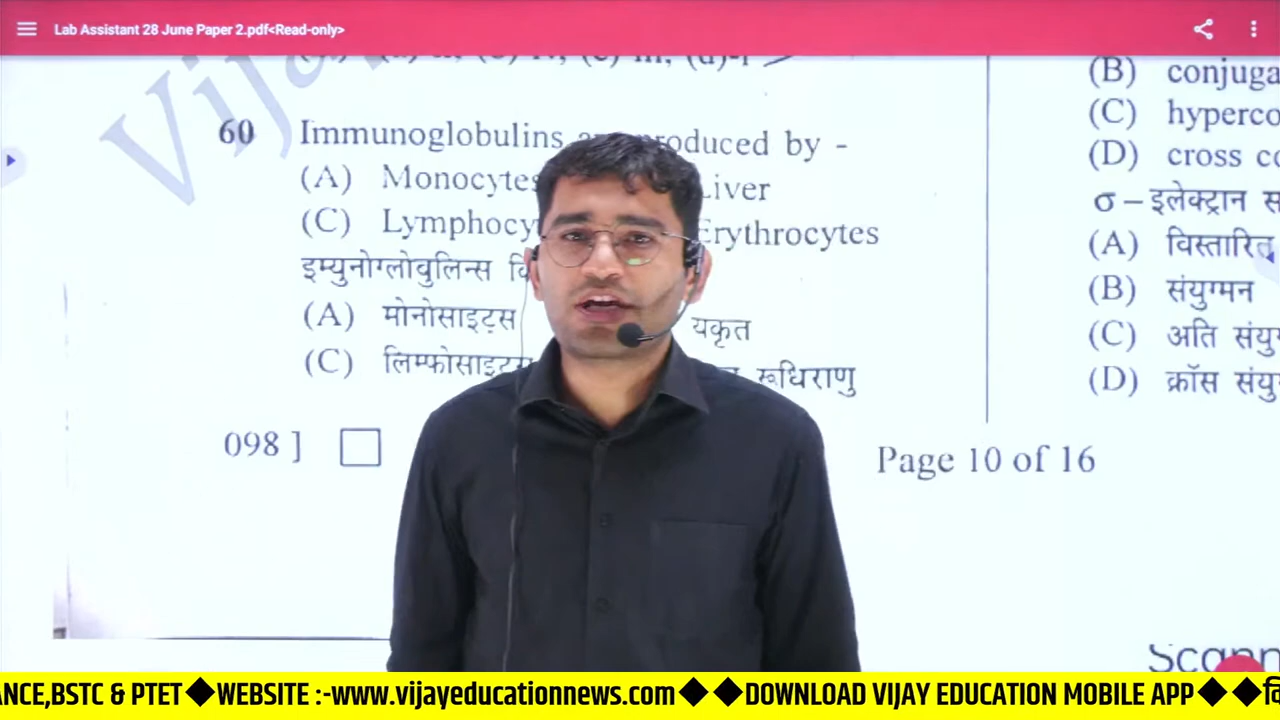 Lab Assistant 28 June Paper 2.pdf<Read-only>
60 Immunoglobulins produced by -
(A) Monocytes Liver
(C) Lymphocy Erythrocytes
इम्युनोग्लोवुलिन्स
(A) मोनोसाइट्स यकृत
(C) लिम्फोसाइट्स रूधिराणु
098 ]
Page 10 of 16
(B) conjuga
(C) hyperco
(D) cross co
σ – इलेक्ट्रान
(A) विस्तारित
(B) संयुग्मन
(C) अति संयु
(D) क्रॉस संयु
Scann
ANCE,BSTC & PTET◆WEBSITE :-www.vijayeducationnews.com◆ ◆DOWNLOAD VIJAY EDUCATION MOBILE APP◆ ◆